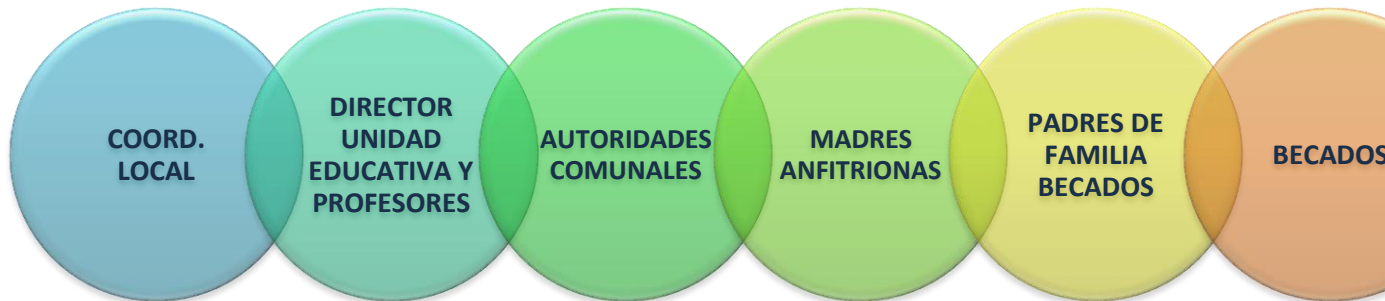 COORD.
LOCAL
DIRECTOR
UNIDAD
EDUCATIVA Y
PROFESORES
AUTORIDADES
COMUNALES
MADRES
ANFITRIONAS
PADRES DE
FAMILIA
BECADOS
BECADOS